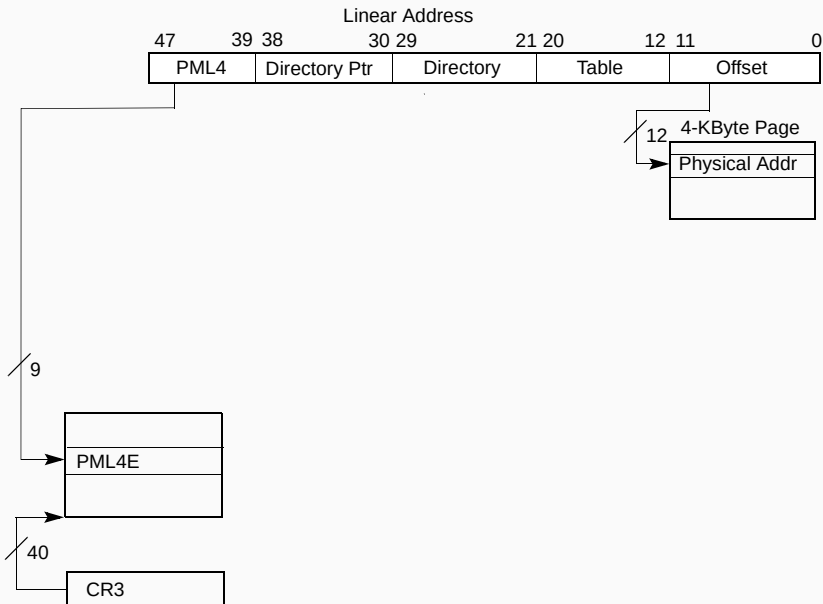 Linear Address
47 39 38 30 29 21 20 12 11 0
PML4 Directory Ptr Directory Table Offset
12
4-KByte Page
Physical Addr
9
PML4E
40
CR3